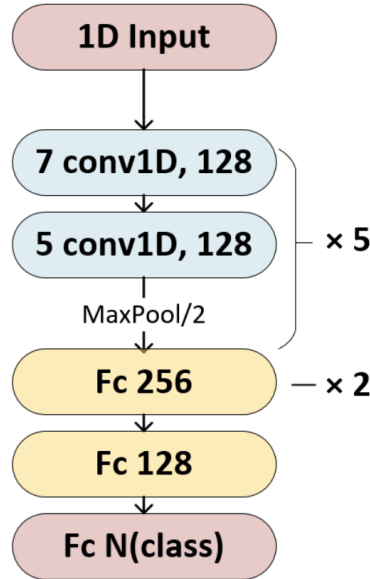 1D Input
7 conv1D, 128
5 conv1D, 128
× 5
MaxPool/2
Fc 256
× 2
Fc 128
Fc N(class)